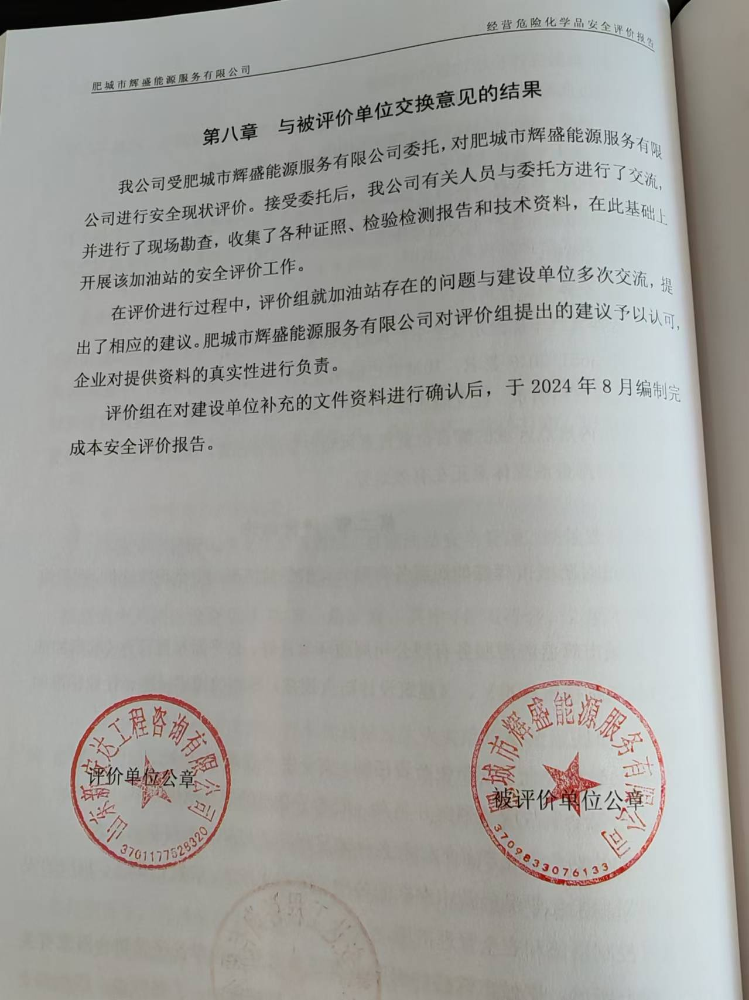 经营危险化学品安全评价报告
肥城市辉盛能源服务有限公司
第八章 与被评价单位交换意见的结果
我公司受肥城市辉盛能源服务有限公司委托，对肥城市辉盛能源服务有限
公司进行安全现状评价。接受委托后，我公司有关人员与委托方进行了交流，
并进行了现场勘查，收集了各种证照、检验检测报告和技术资料，在此基础上
开展该加油站的安全评价工作。
在评价进行过程中，评价组就加油站存在的问题与建设单位多次交流，提
出了相应的建议。肥城市辉盛能源服务有限公司对评价组提出的建议予以认可，
企业对提供资料的真实性进行负责。
评价组在对建设单位补充的文件资料进行确认后，于 2024 年 8 月编制完
成本安全评价报告。
山东新安达工程咨询有限公司
评价单位公章
3701177528320
肥城市辉盛能源服务有限公司
被评价单位公章
3709833076133